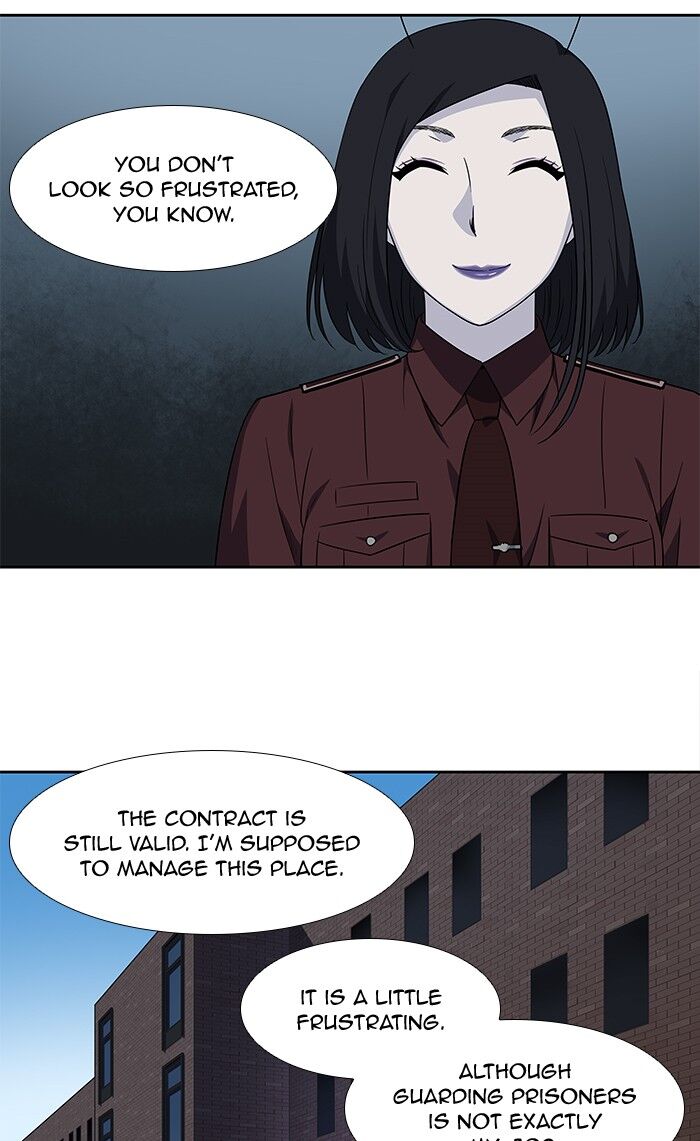 YOU DON'T
LOOK SO FRUSTRATED,
YOU KNOW.
THE CONTRACT IS
STILL VALID. I'M SUPPOSED
TO MANAGE THIS PLACE.
IT IS A LITTLE
FRUSTRATING.
ALTHOUGH
GUARDING PRISONERS
IS NOT EXACTLY